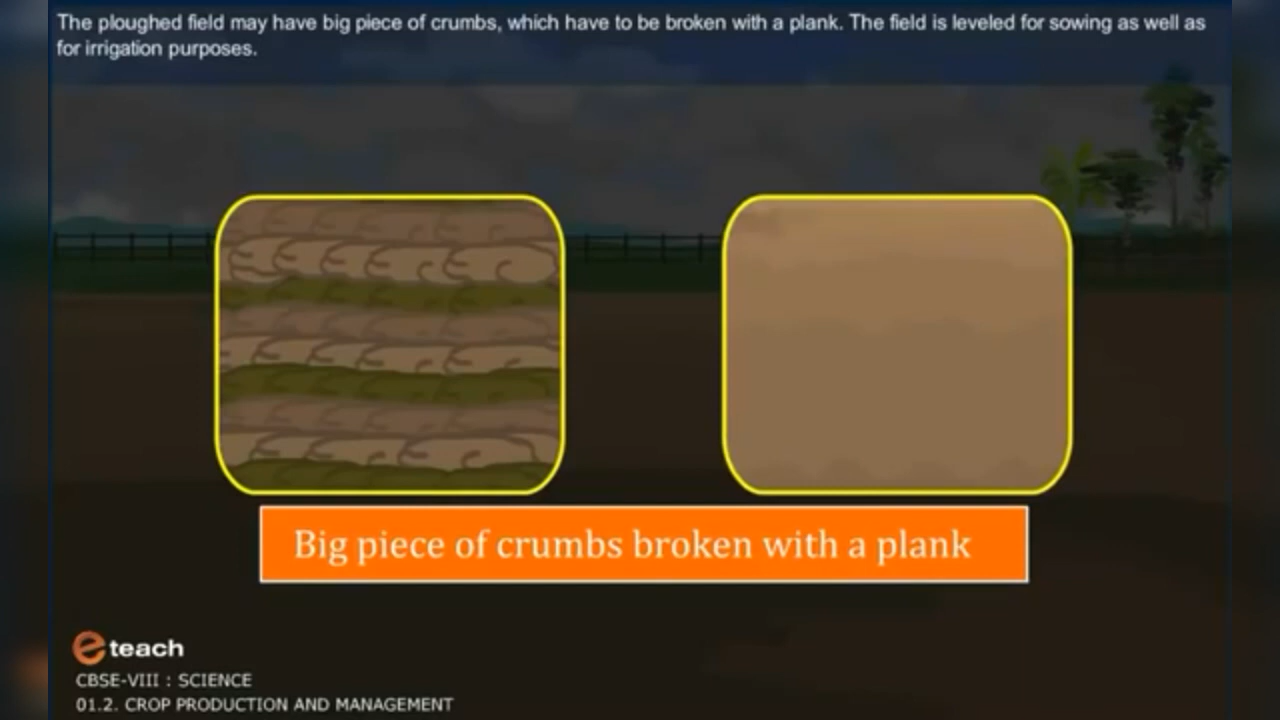 The ploughed field may have big piece of crumbs, which have to be broken with a plank. The field is leveled for sowing as well as
for irrigation purposes.
Big piece of crumbs broken with a plank
e teach
CBSE-VIII : SCIENCE
01.2. CROP PRODUCTION AND MANAGEMENT